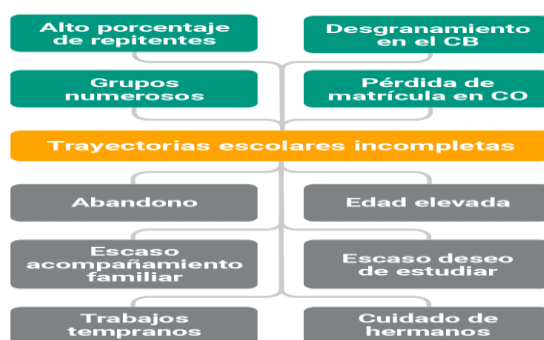 Alto porcentaje
de repitentes
Desgranamiento
en el CB
Grupos
numerosos
Pérdida de
matrícula en CO
Trayectorias escolares incompletas
Abandono
Edad elevada
Escaso
acompañamiento
familiar
Escaso deseo
de estudiar
Trabajos
tempranos
Cuidado de
hermanos